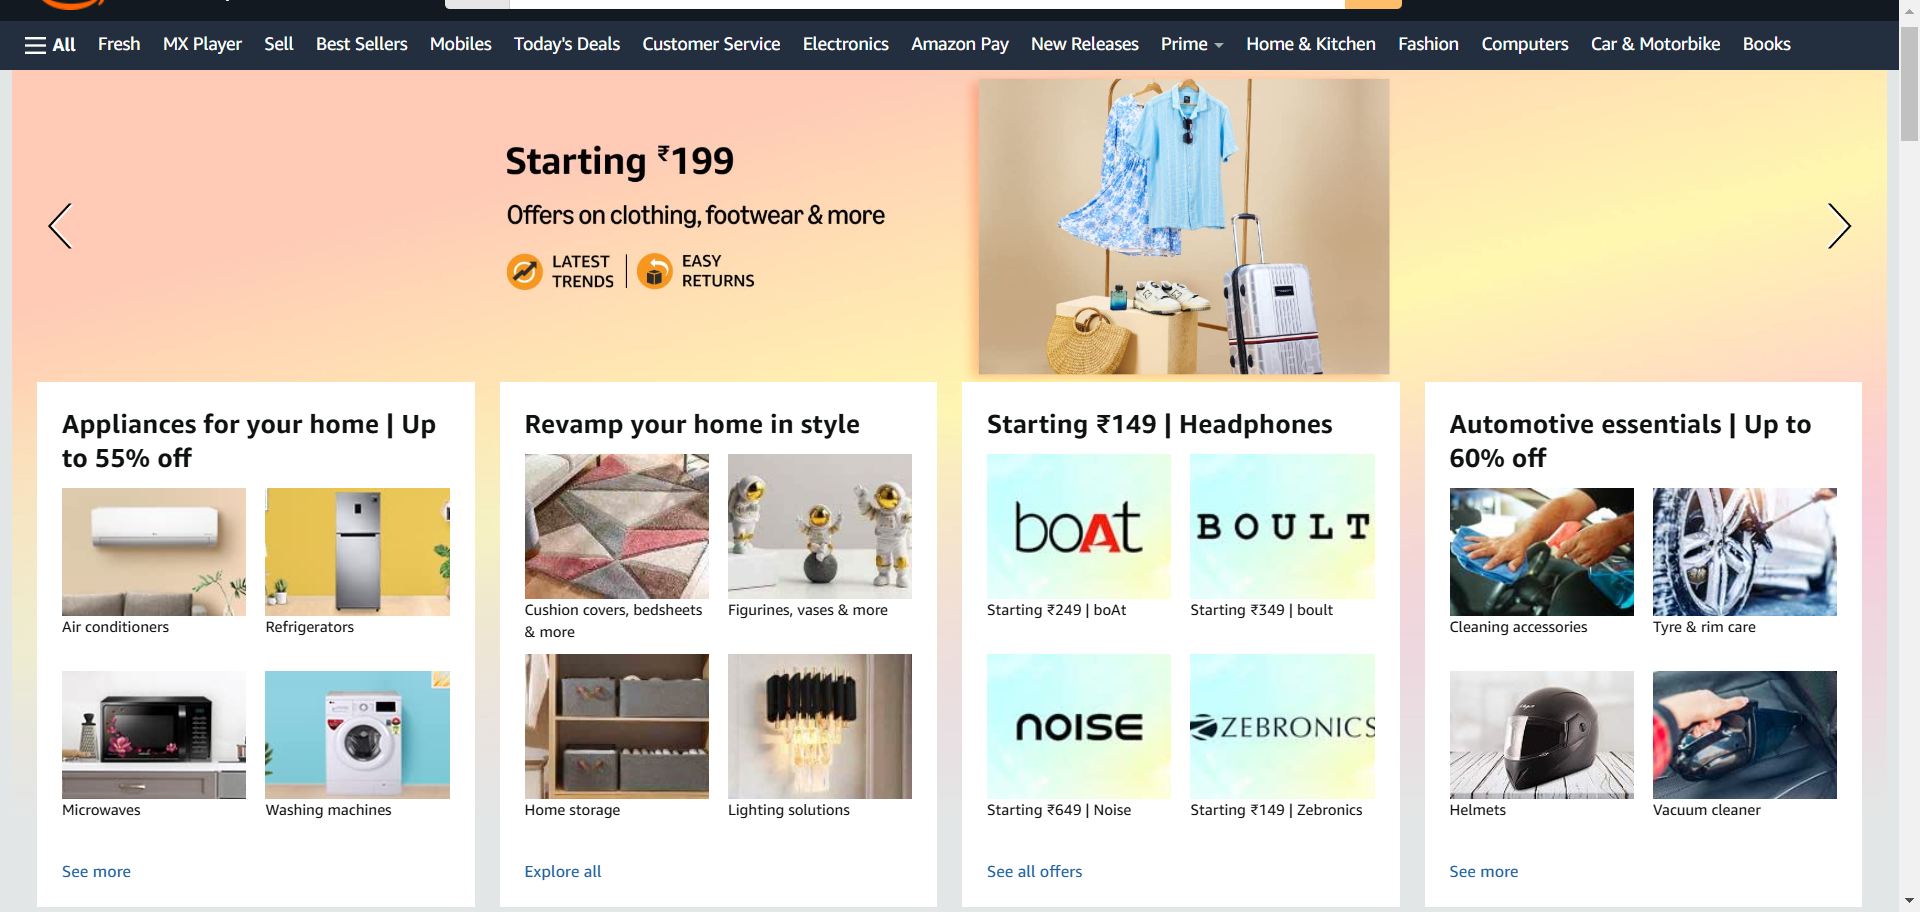 All Fresh MX Player Sell Best Sellers Mobiles Today's Deals Customer Service Electronics Amazon Pay New Releases Prime Home & Kitchen Fashion Computers Car & Motorbike Books
Starting ₹199
Offers on clothing, footwear & more
LATEST
TRENDS
EASY
RETURNS
Appliances for your home | Up
to 55% off
Air conditioners
Refrigerators
Microwaves
Washing machines
See more
Revamp your home in style
Cushion covers, bedsheets
& more
Figurines, vases & more
Home storage
Lighting solutions
Explore all
Starting ₹149 | Headphones
boAt
BOULT
Starting ₹249 | boAt
Starting ₹349 | boult
noise
ZEBRONICS
Starting ₹649 | Noise
Starting ₹149 | Zebronics
See all offers
Automotive essentials | Up to
60% off
Cleaning accessories
Tyre & rim care
Helmets
Vacuum cleaner
See more